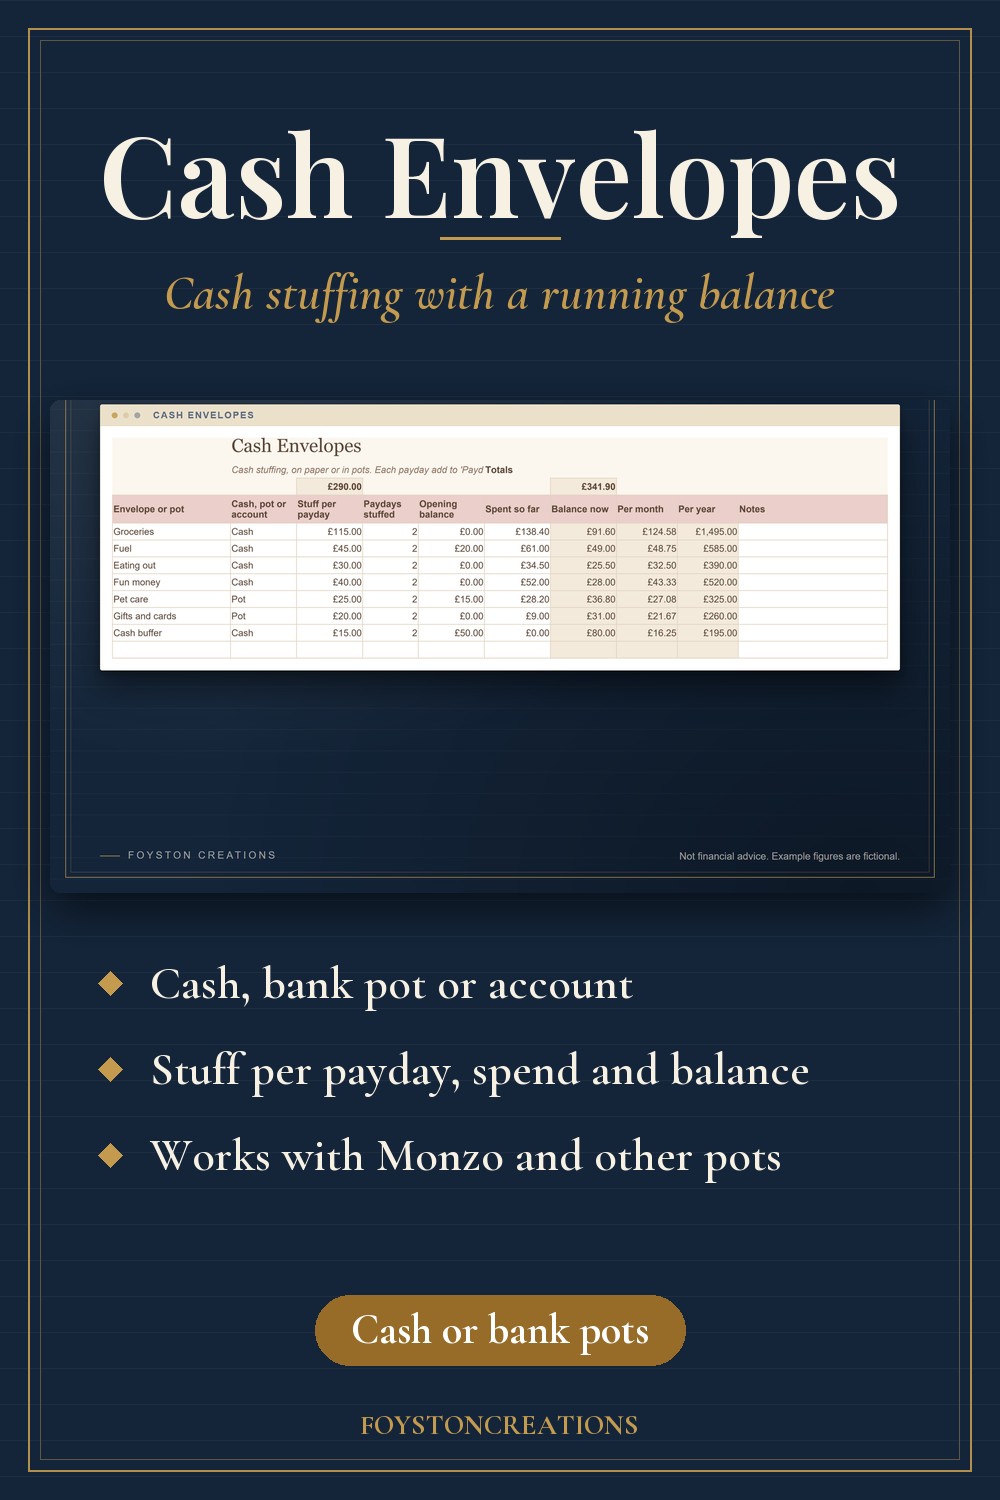 Cash Envelopes
Cash stuffing with a running balance
CASH ENVELOPES
Cash Envelopes
Cash stuffing, on paper or in pots. Each payday add to 'Payd Totals
£290.00 £341.90
Envelope or pot Cash, pot or account Stuff per payday Paydays stuffed Opening balance Spent so far Balance now Per month Per year Notes
Groceries Cash £115.00 2 £0.00 £138.40 £91.60 £124.58 £1,495.00
Fuel Cash £45.00 2 £20.00 £61.00 £49.00 £48.75 £585.00
Eating out Cash £30.00 2 £0.00 £34.50 £25.50 £32.50 £390.00
Fun money Cash £40.00 2 £0.00 £52.00 £28.00 £43.33 £520.00
Pet care Pot £25.00 2 £15.00 £28.20 £36.80 £27.08 £325.00
Gifts and cards Pot £20.00 2 £0.00 £9.00 £31.00 £21.67 £260.00
Cash buffer Cash £15.00 2 £50.00 £0.00 £80.00 £16.25 £195.00
FOYSTON CREATIONS
Not financial advice. Example figures are fictional.
Cash, bank pot or account
Stuff per payday, spend and balance
Works with Monzo and other pots
Cash or bank pots
FOYSTONCREATIONS